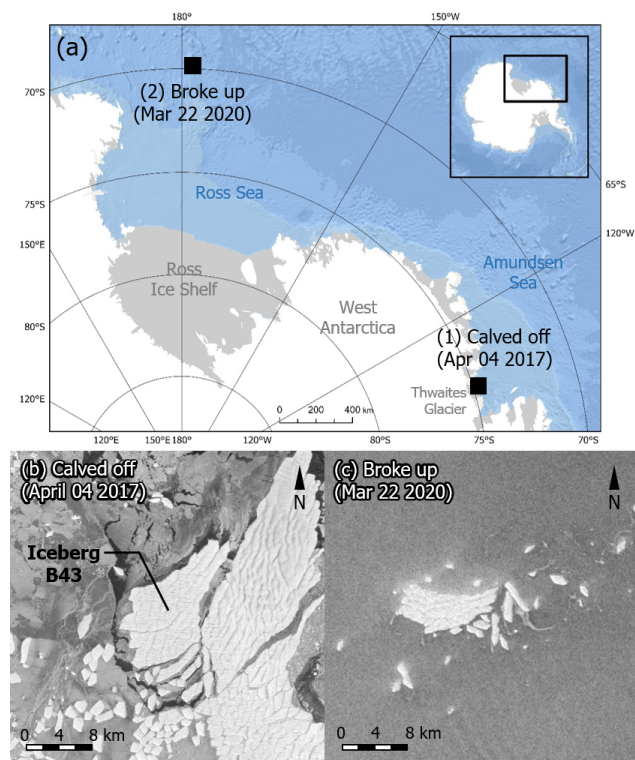 180°
150°W
(a)
70°S
(2) Broke up
(Mar 22 2020)
65°S
Ross Sea
75°S
120°W
150°E
Amundsen
Sea
Ross
Ice Shelf
West
Antarctica
80°S
(1) Calved off
(Apr 04 2017)
Thwaites
Glacier
120°E
0 200 400 km
120°E 150°E 180° 120°W 80°S 75°S 70°S
(b) Calved off
(April 04 2017)
N
Iceberg
B43
0 4 8 km
(c) Broke up
(Mar 22 2020)
N
0 4 8 km